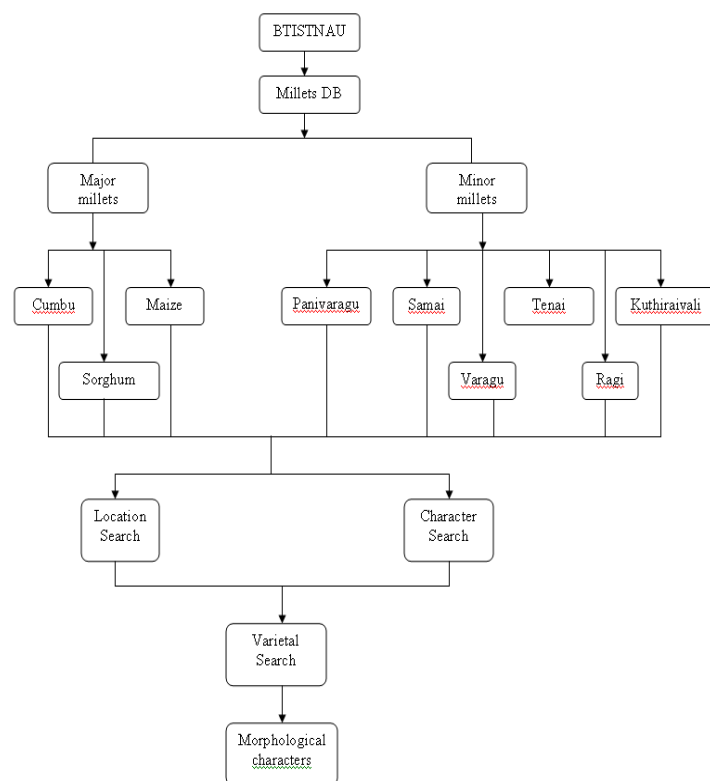 BTISTNAU
Millets DB
Major
millets
Minor
millets
Cumbu
Maize
Panivaragu
Samai
Tenai
Kuthiraivali
Sorghum
Varagu
Ragi
Location
Search
Character
Search
Varietal
Search
Morphological
characters